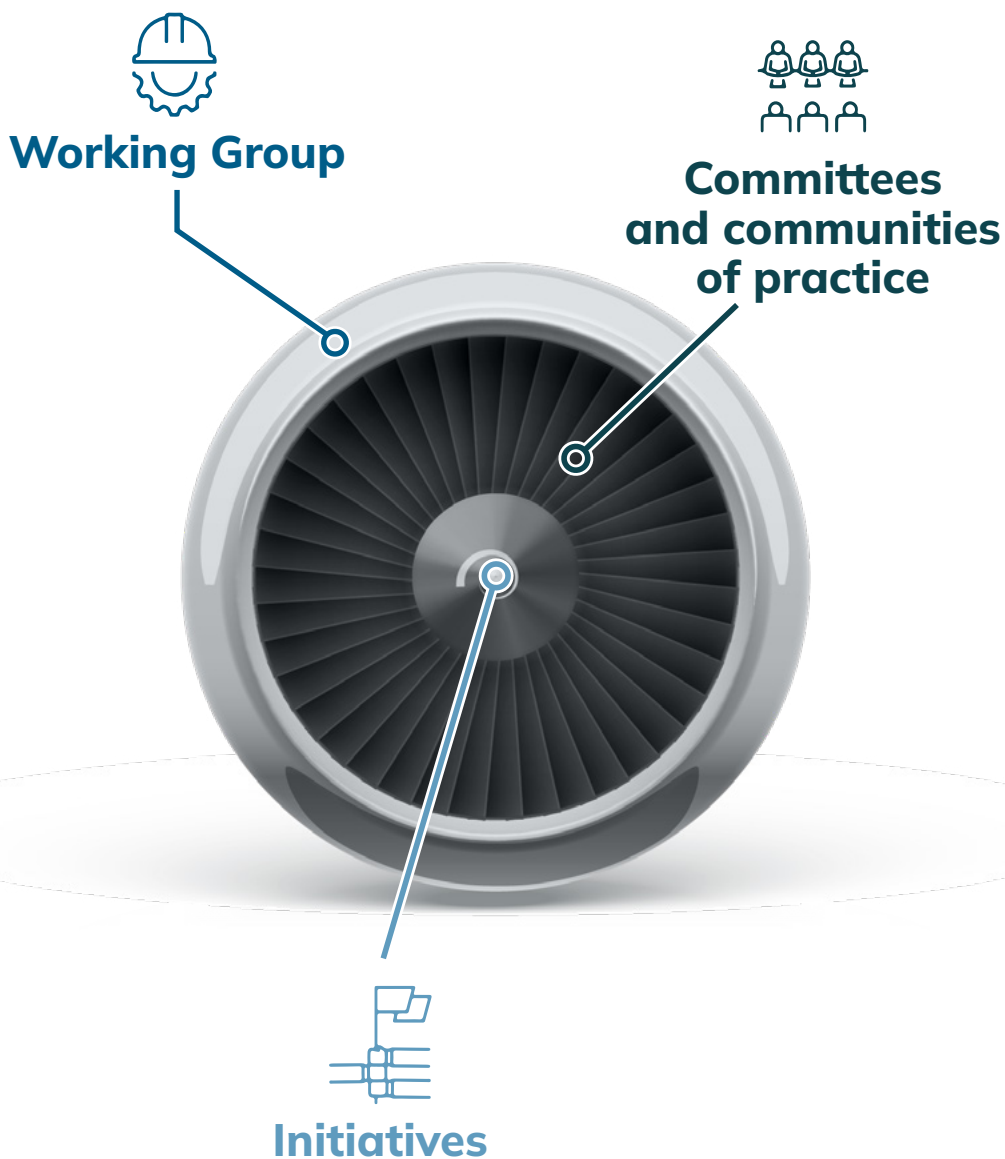 Working Group
Committees
and communities
of practice
Initiatives